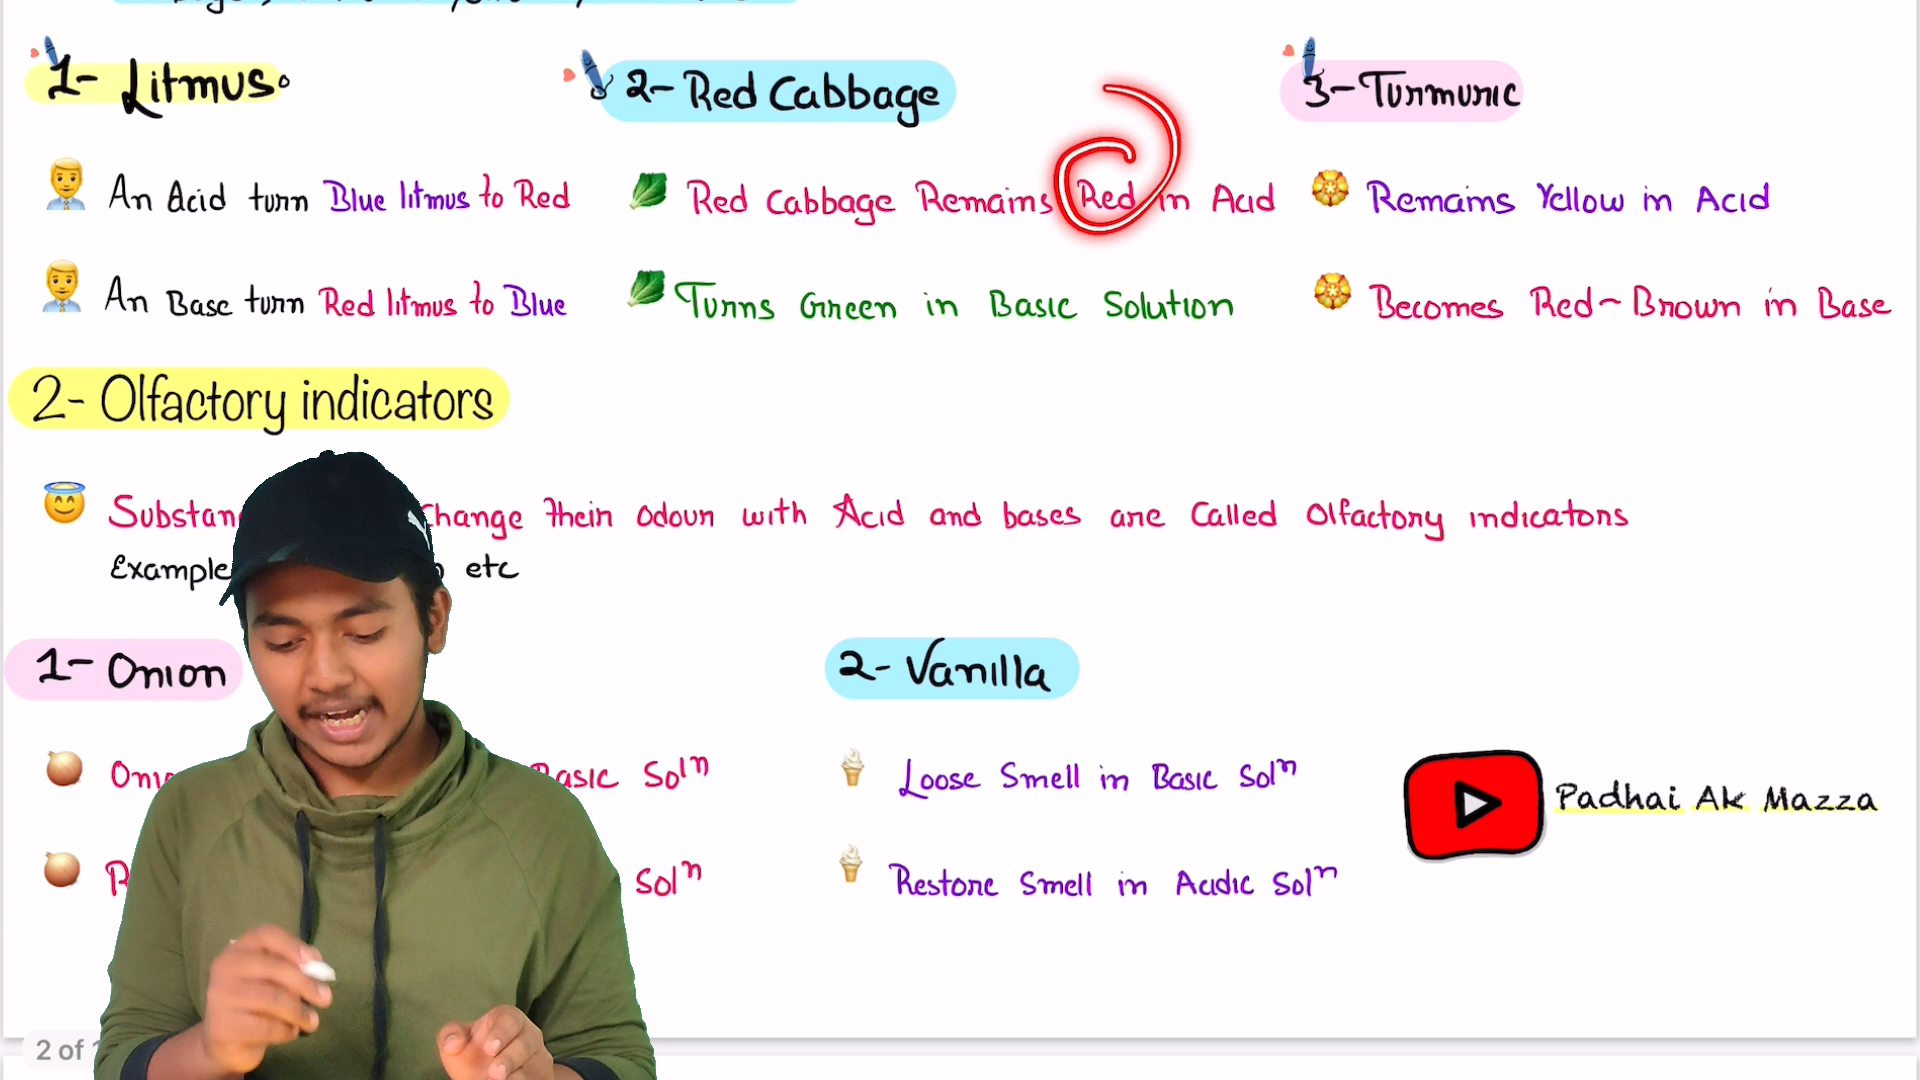 1- Litmus
2- Red Cabbage
3- Turmuric
An Acid turn Blue litmus to Red
Red Cabbage Remains Red in Acid
Remains Yellow in Acid
An Base turn Red litmus to Blue
Turns Green in Basic Solution
Becomes Red~Brown in Base
2- Olfactory indicators
Change their odour with Acid and bases are Called Olfactory indicators
Example etc
1- Onion
2- Vanilla
Basic Solⁿ
Loose Smell in Basic Solⁿ
Padhai Ak Mazza
Solⁿ
Restore Smell in Acidic Solⁿ
2 of